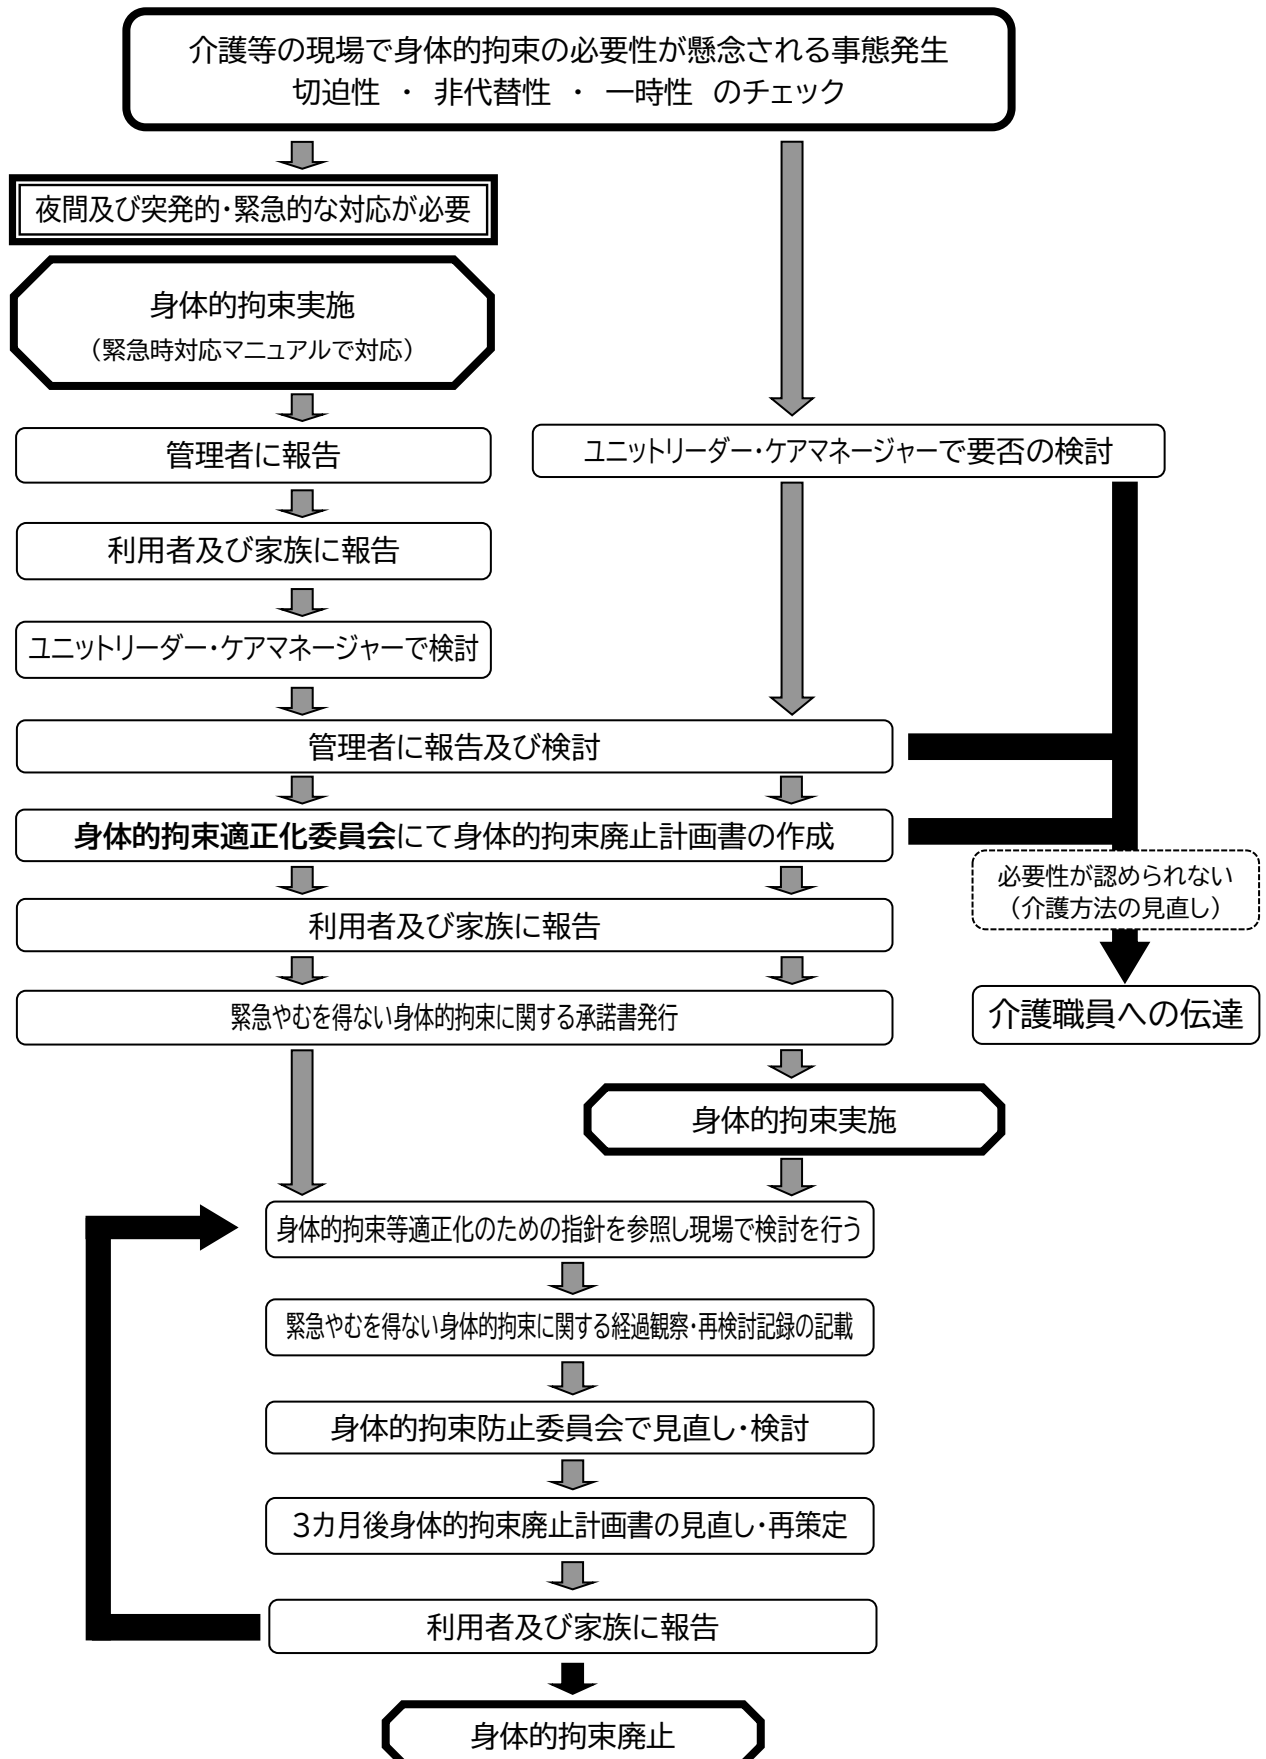 介護等の現場で身体的拘束の必要性が懸念される事態発生
切迫性 ・ 非代替性 ・ 一時性 のチェック
夜間及び突発的・緊急的な対応が必要
身体的拘束実施
（緊急時対応マニュアルで対応）
管理者に報告
ユニットリーダー・ケアマネージャーで要否の検討
利用者及び家族に報告
ユニットリーダー・ケアマネージャーで検討
管理者に報告及び検討
身体的拘束適正化委員会にて身体的拘束廃止計画書の作成
必要性が認められない
（介護方法の見直し）
利用者及び家族に報告
緊急やむを得ない身体的拘束に関する承諾書発行
介護職員への伝達
身体的拘束実施
身体的拘束等適正化のための指針を参照し現場で検討を行う
緊急やむを得ない身体的拘束に関する経過観察・再検討記録の記載
身体的拘束防止委員会で見直し・検討
３カ月後身体的拘束廃止計画書の見直し・再策定
利用者及び家族に報告
身体的拘束廃止